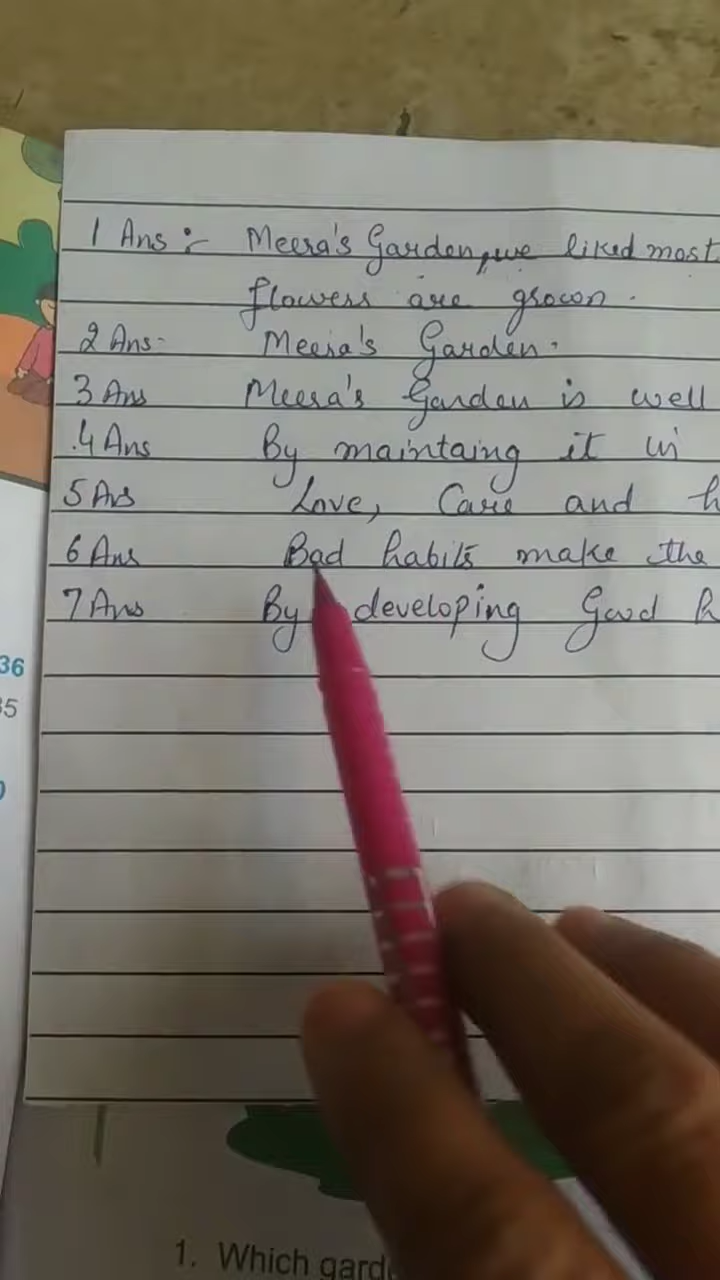 1 Ans:- Meera's Garden, we liked most
flowers are grown.
2 Ans- Meera's Garden.
3 Ans Meera's Garden is well
4 Ans By maintaing it in
5 Ans Love, Care and h
6 Ans Bad habits make the
7 Ans By developing Good h
36
35
0
1. Which gard